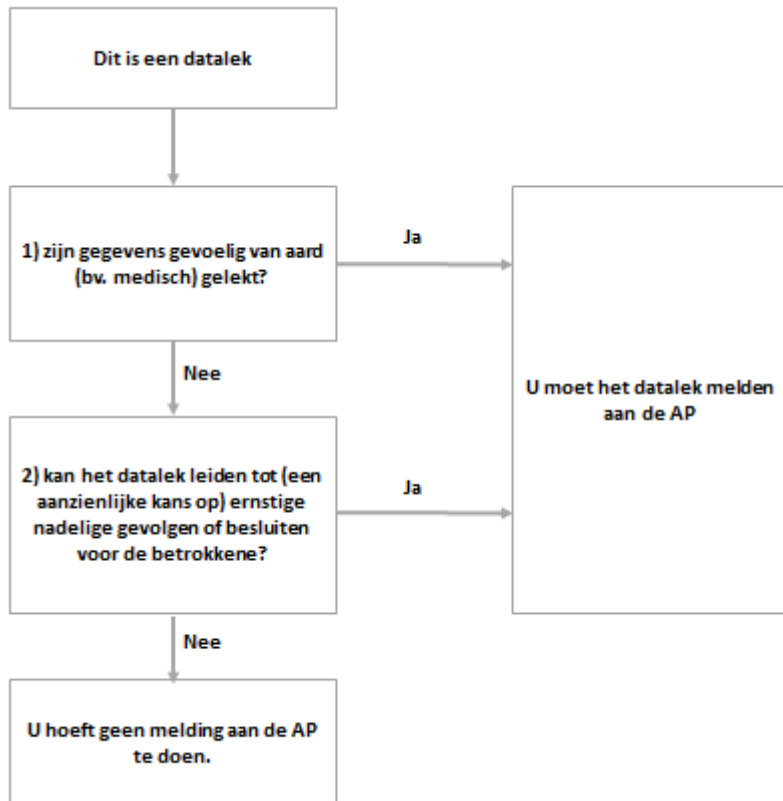 Dit is een datalek
1) zijn gegevens gevoelig van aard
(bv. medisch) gelekt?
Ja
Nee
U moet het datalek melden
aan de AP
2) kan het datalek leiden tot (een
aanzienlijke kans op) ernstige
nadelige gevolgen of besluiten
voor de betrokkene?
Ja
Nee
U hoeft geen melding aan de AP
te doen.